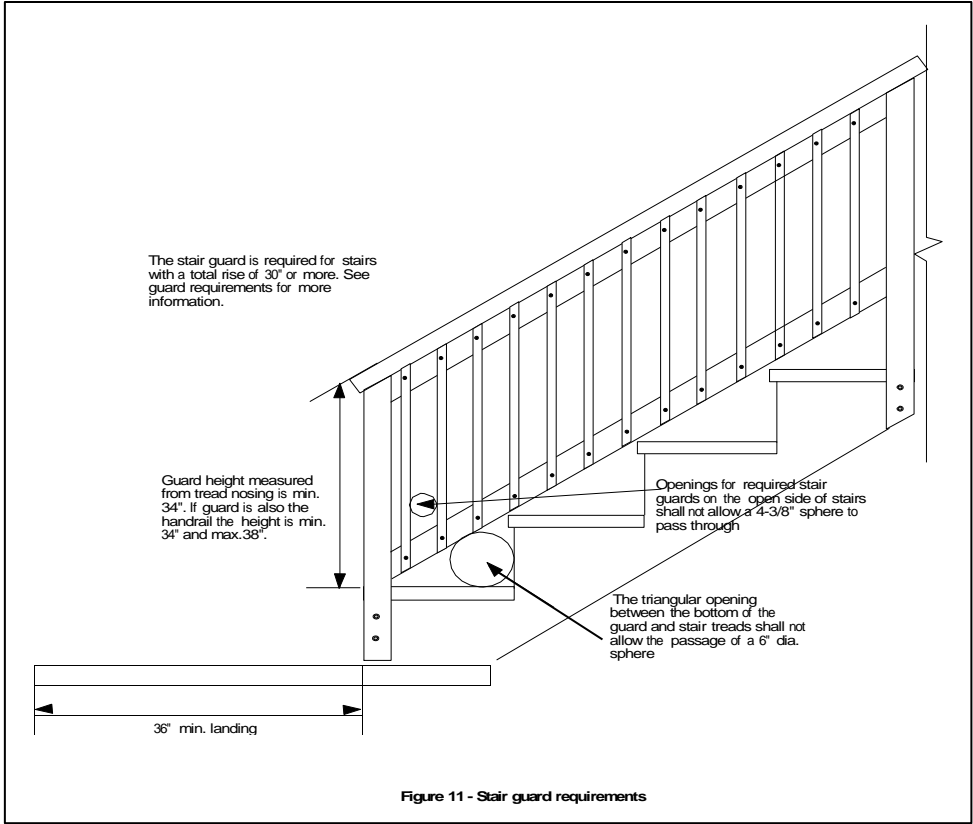 The stair guard is required for stairs
with a total rise of 30" or more. See
guard requirements for more
information.
Guard height measured
from tread nosing is min.
34". If guard is also the
handrail the height is min.
34" and max.38".
Openings for required stair
guards on the open side of stairs
shall not allow a 4-3/8" sphere to
pass through
The triangular opening
between the bottom of the
guard and stair treads shall not
allow the passage of a 6" dia.
sphere
36" min. landing
Figure 11 - Stair guard requirements